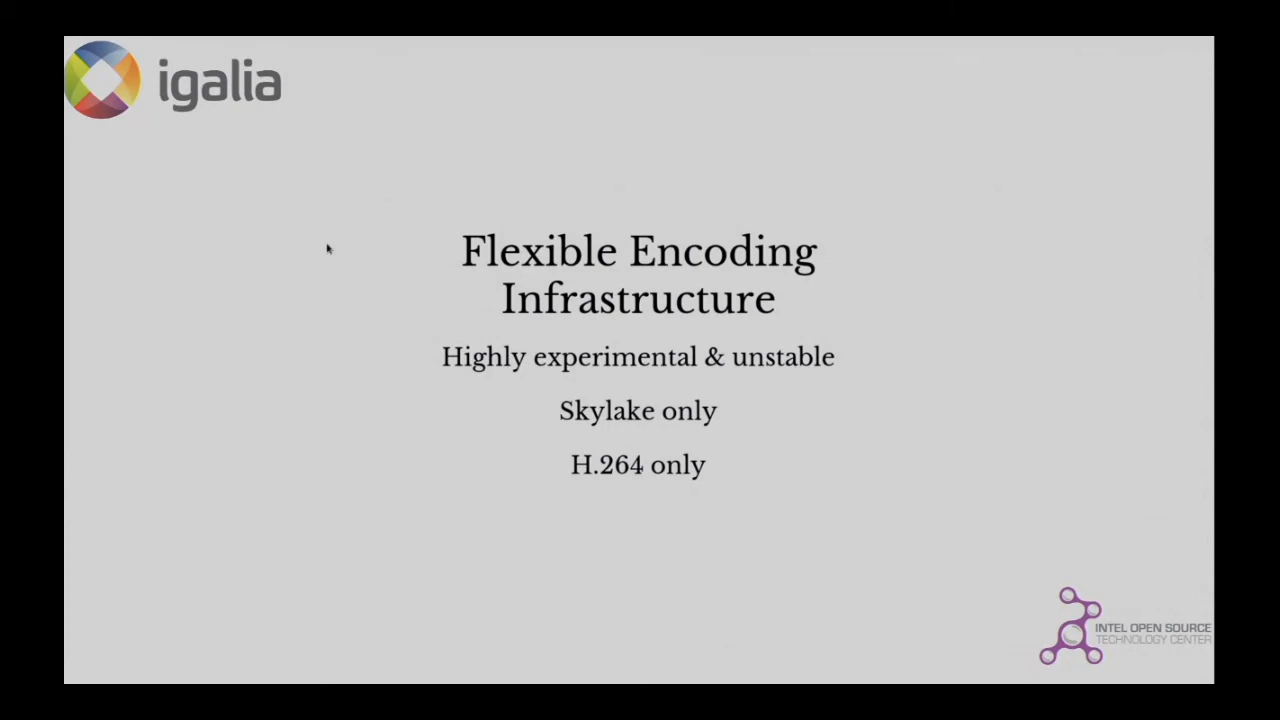 igalia
Flexible Encoding
Infrastructure
Highly experimental & unstable
Skylake only
H.264 only
INTEL OPEN SOURCE
TECHNOLOGY CENTER